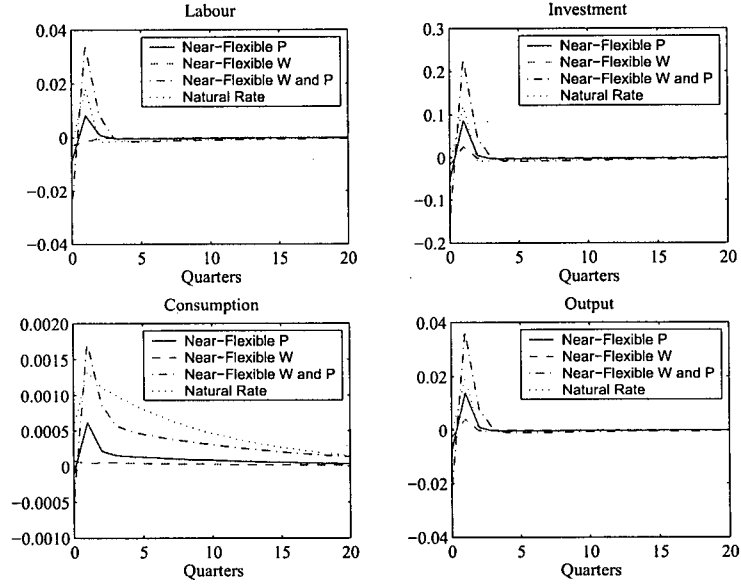 Labour
0.04
0.02
0
−0.02
−0.04
Near−Flexible P
Near−Flexible W
Near−Flexible W and P
Natural Rate
0
5
10
15
20
Quarters
Investment
0.3
0.2
0.1
0
−0.1
−0.2
Near−Flexible P
Near−Flexible W
Near−Flexible W and P
Natural Rate
0
5
10
15
20
Quarters
Consumption
0.0020
0.0015
0.0010
0.0005
0
−0.0005
−0.0010
Near−Flexible P
Near−Flexible W
Near−Flexible W and P
Natural Rate
0
5
10
15
20
Quarters
Output
0.04
0.02
0
−0.02
−0.04
Near−Flexible P
Near−Flexible W
Near−Flexible W and P
Natural Rate
0
5
10
15
20
Quarters